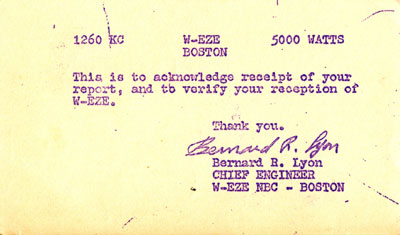 1260 KC W-EZE 5000 WATTS
BOSTON
This is to acknowledge receipt of your
report, and to verify your reception of
W-EZE.
Thank you.
Bernard R. Lyon
Bernard R. Lyon
CHIEF ENGINEER
W-EZE NBC - BOSTON